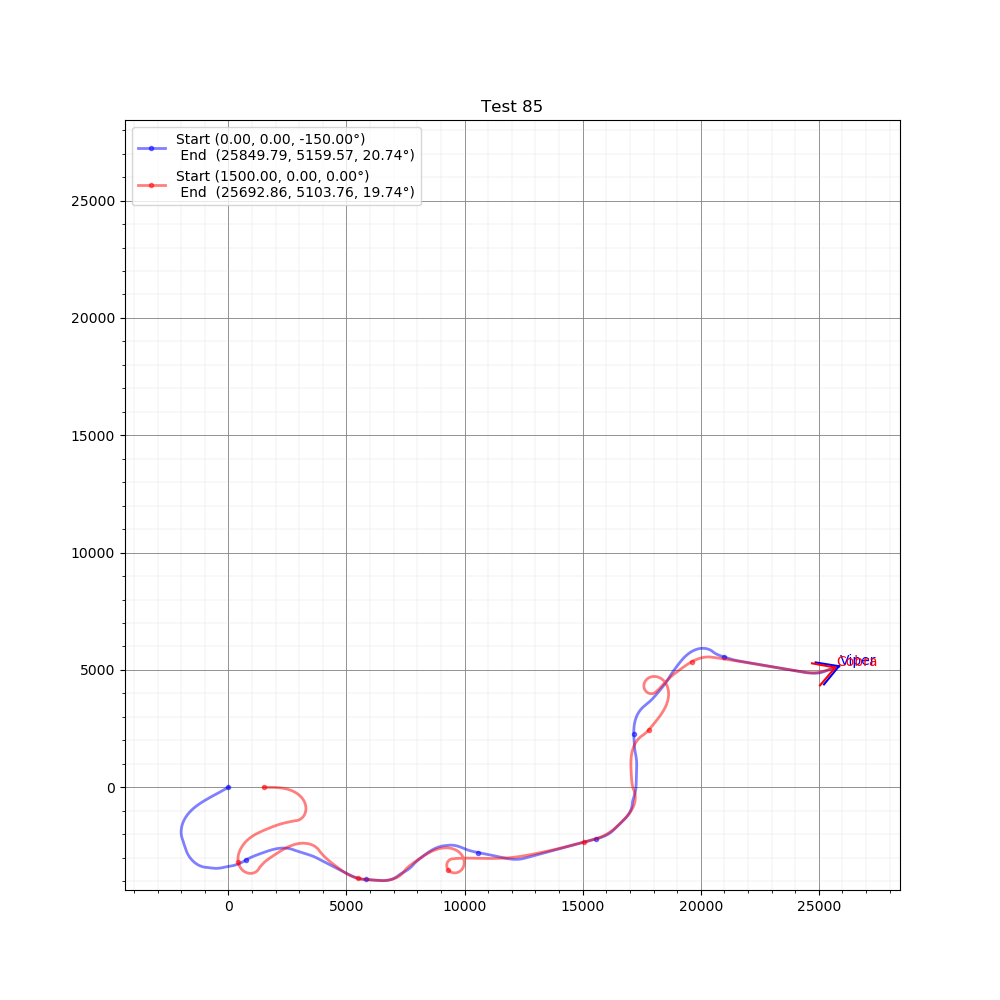 Test 85
Start (0.00, 0.00, -150.00°)
End (25849.79, 5159.57, 20.74°)
Start (1500.00, 0.00, 0.00°)
End (25692.86, 5103.76, 19.74°)
25000
20000
15000
10000
5000
0
Viper
Cobra
0 5000 10000 15000 20000 25000